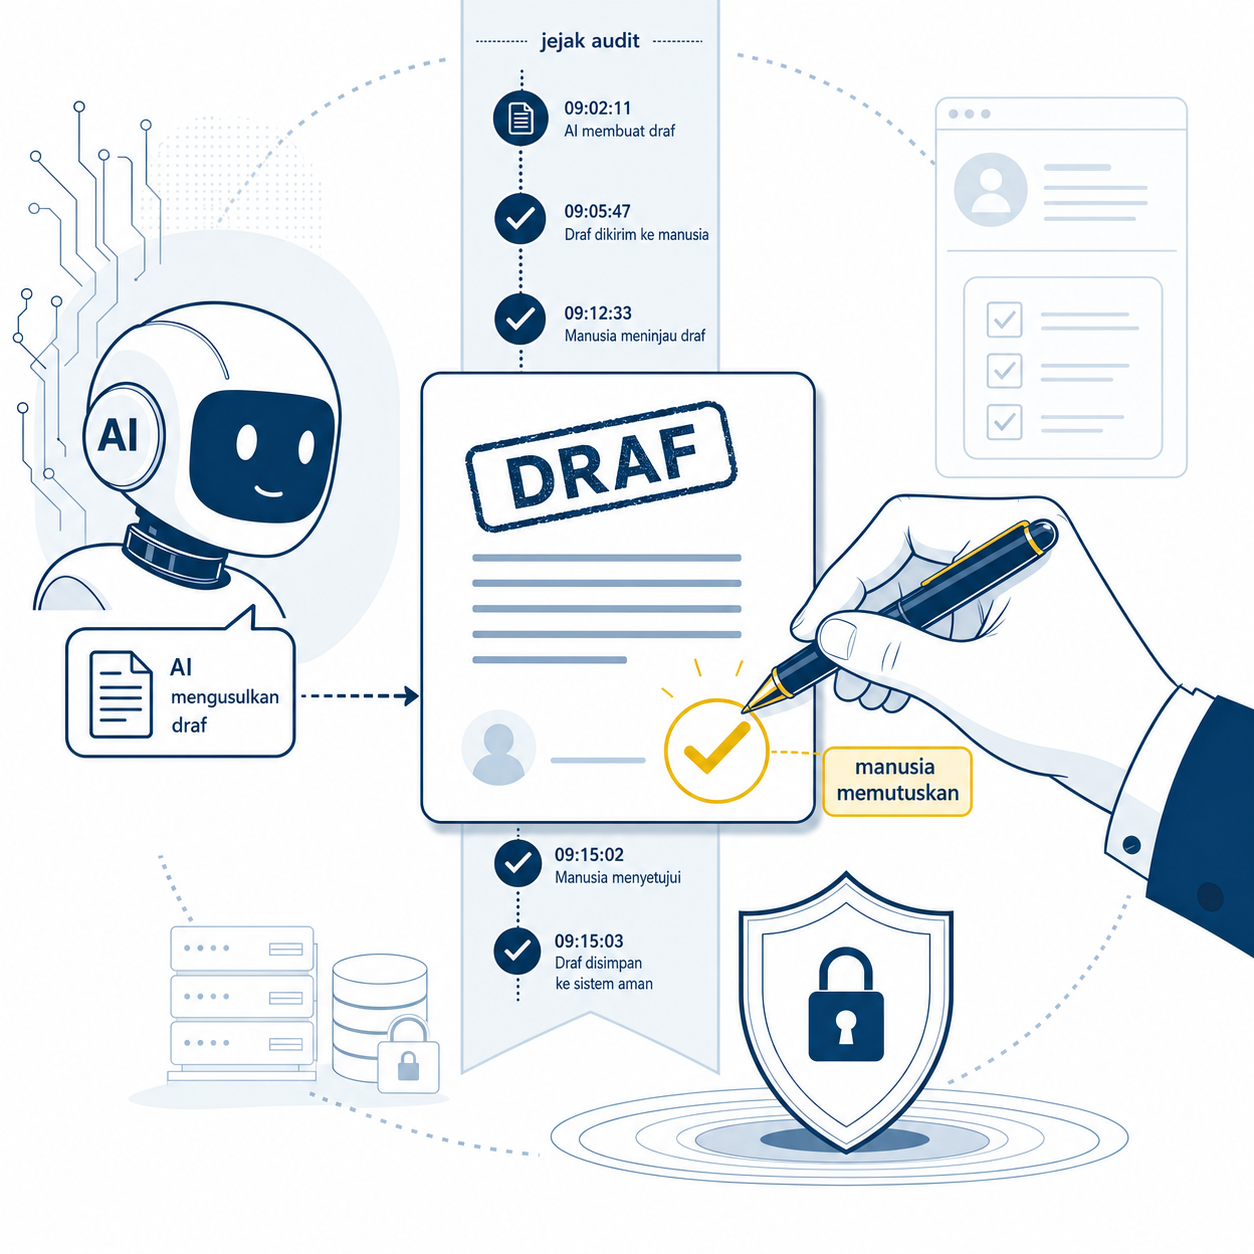 jejak audit
09:02:11
AI membuat draf
09:05:47
Draf dikirim ke manusia
09:12:33
Manusia meninjau draf
AI
DRAF
AI
mengusulkan
draf
manusia
memutuskan
09:15:02
Manusia menyetujui
09:15:03
Draf disimpan
ke sistem aman